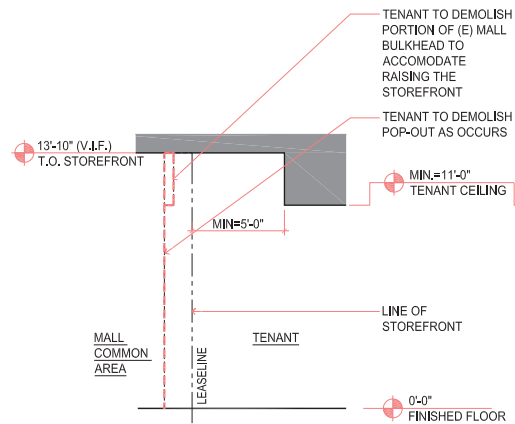 TENANT TO DEMOLISH
PORTION OF (E) MALL
BULKHEAD TO
ACCOMODATE
RAISING THE
STOREFRONT
TENANT TO DEMOLISH
POP-OUT AS OCCURS
13'-10" (V.I.F.)
T.O. STOREFRONT
MIN.=11'-0"
TENANT CEILING
MIN=5'-0"
LINE OF
STOREFRONT
MALL
COMMON
AREA
TENANT
LEASELINE
0'-0"
FINISHED FLOOR